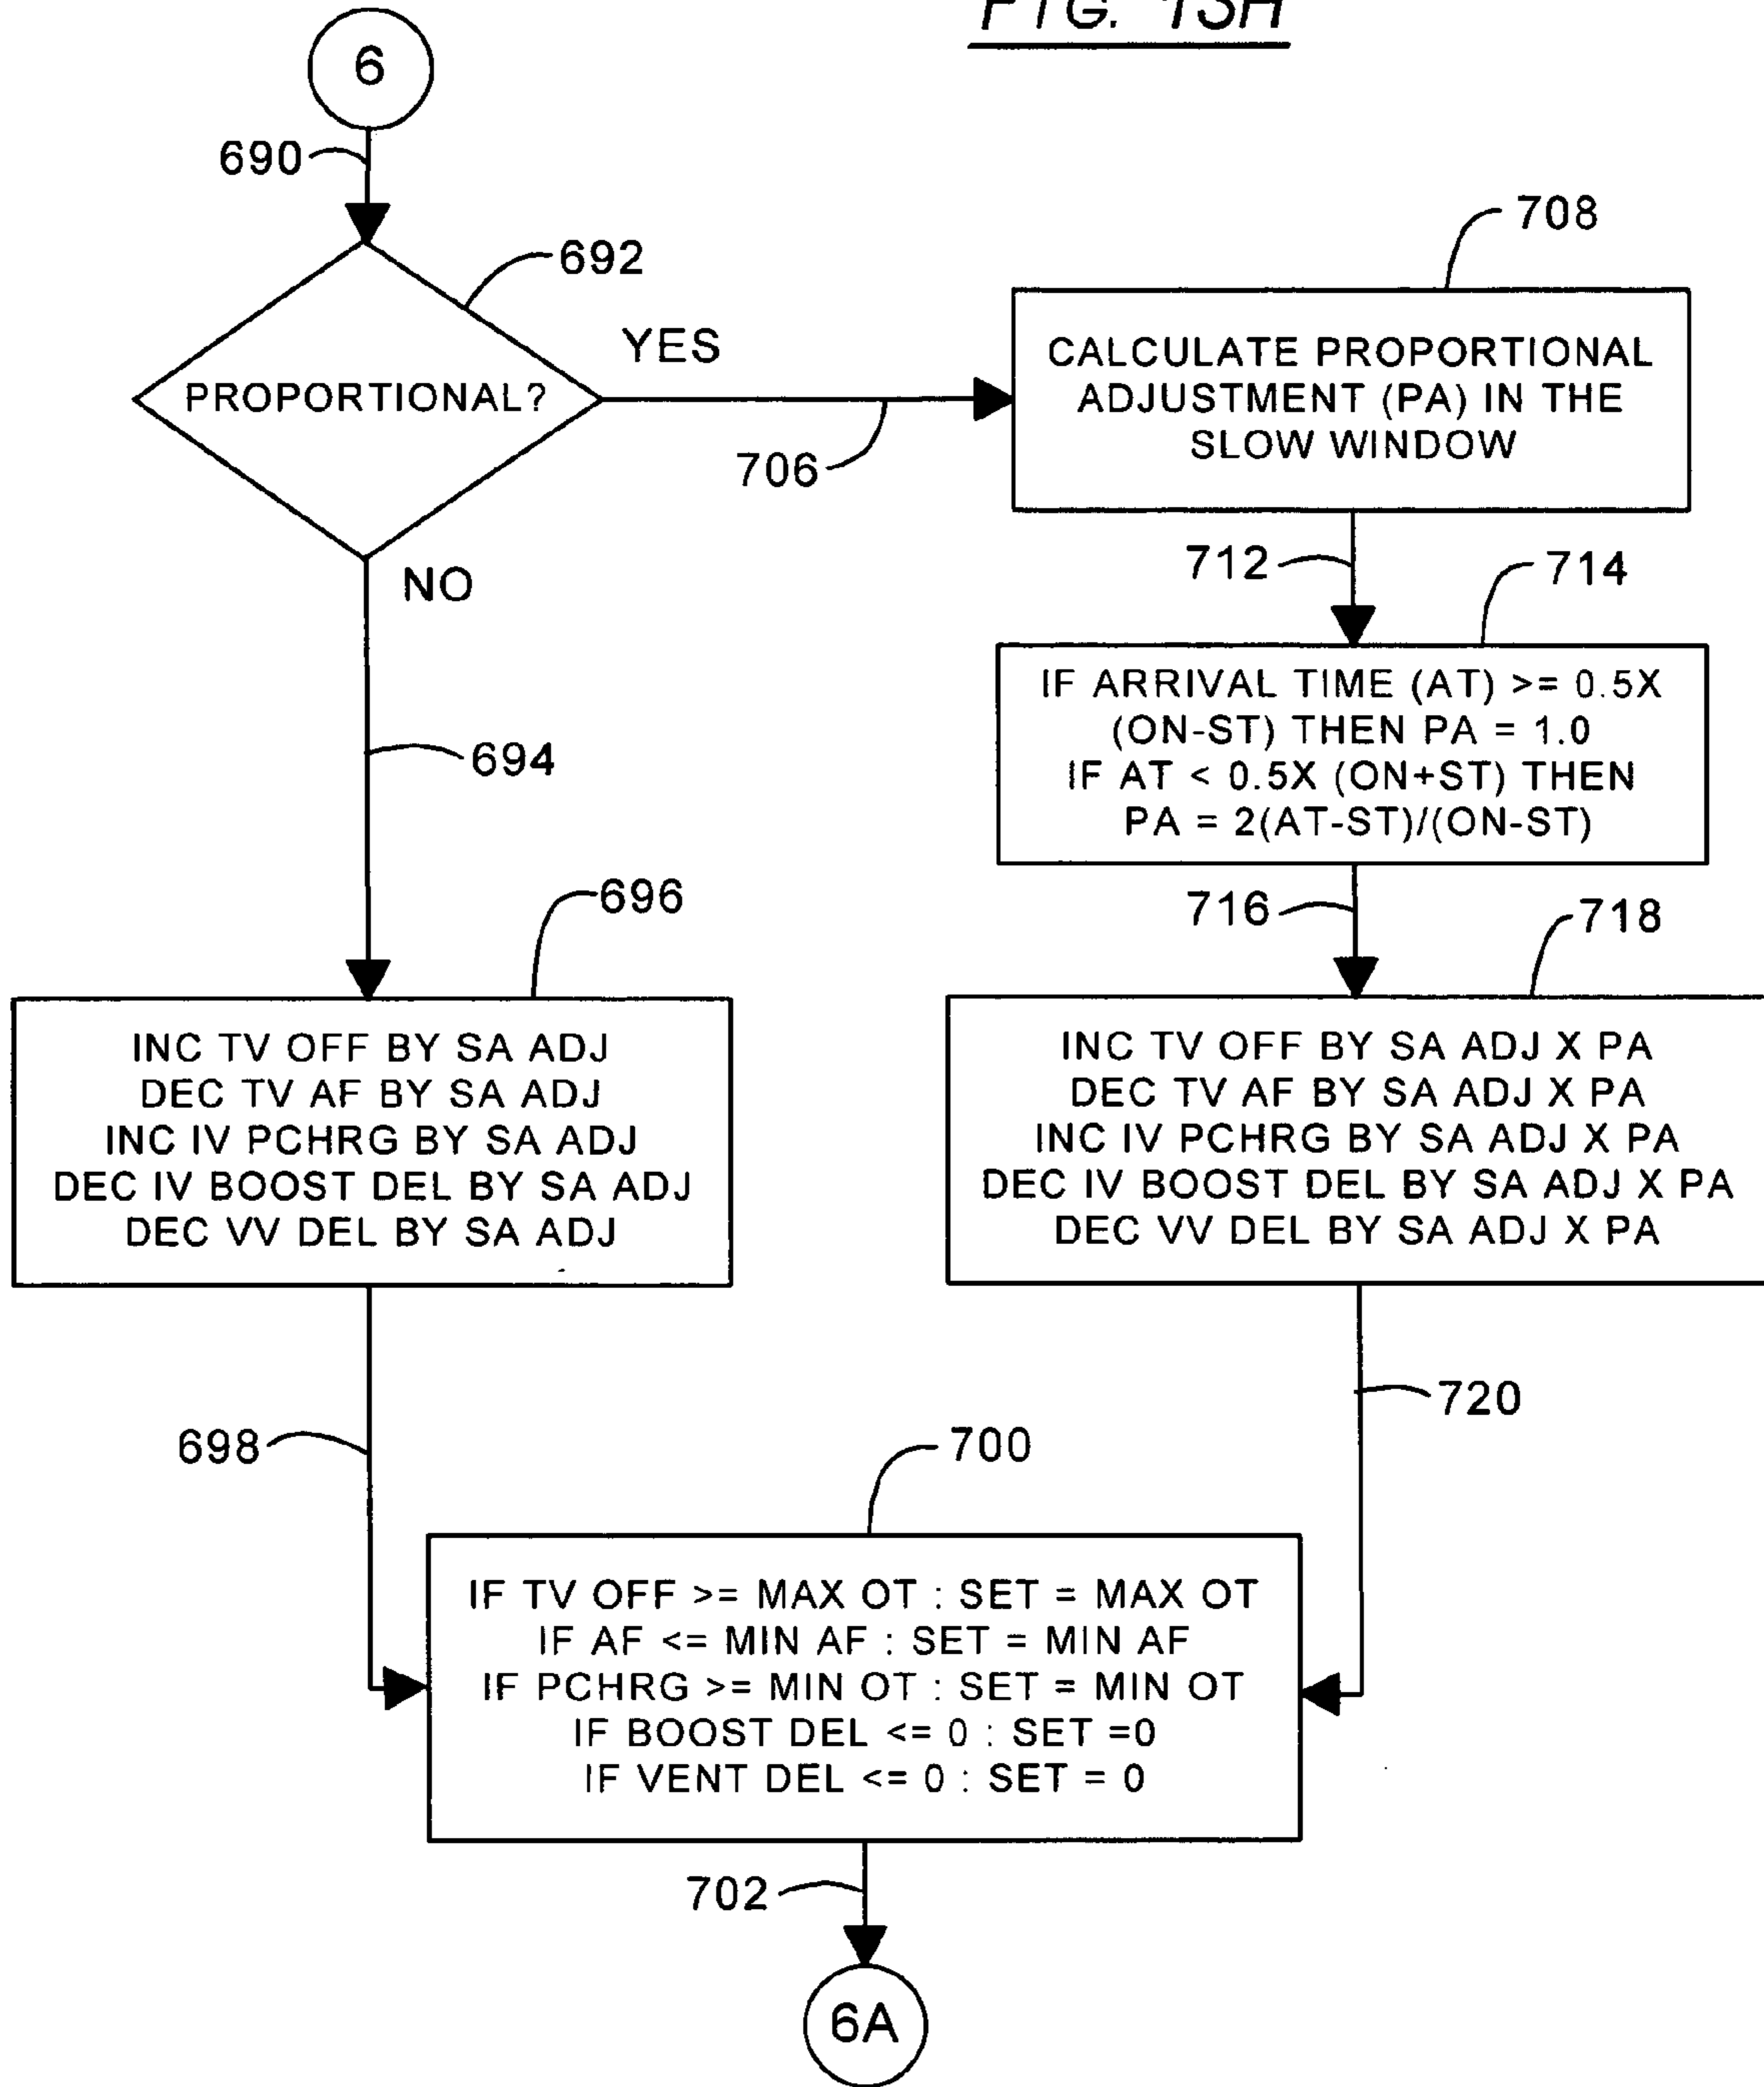 FIG. 13H
6
690
692
PROPORTIONAL?
YES
706
NO
694
708
CALCULATE PROPORTIONAL
ADJUSTMENT (PA) IN THE
SLOW WINDOW
712
714
IF ARRIVAL TIME (AT) >= 0.5X
(ON-ST) THEN PA = 1.0
IF AT < 0.5X (ON+ST) THEN
PA = 2(AT-ST)/(ON-ST)
716
718
INC TV OFF BY SA ADJ X PA
DEC TV AF BY SA ADJ X PA
INC IV PCHRG BY SA ADJ X PA
DEC IV BOOST DEL BY SA ADJ X PA
DEC VV DEL BY SA ADJ X PA
720
696
INC TV OFF BY SA ADJ
DEC TV AF BY SA ADJ
INC IV PCHRG BY SA ADJ
DEC IV BOOST DEL BY SA ADJ
DEC VV DEL BY SA ADJ
698
700
IF TV OFF >= MAX OT : SET = MAX OT
IF AF <= MIN AF : SET = MIN AF
IF PCHRG >= MIN OT : SET = MIN OT
IF BOOST DEL <= 0 : SET =0
IF VENT DEL <= 0 : SET = 0
702
6A